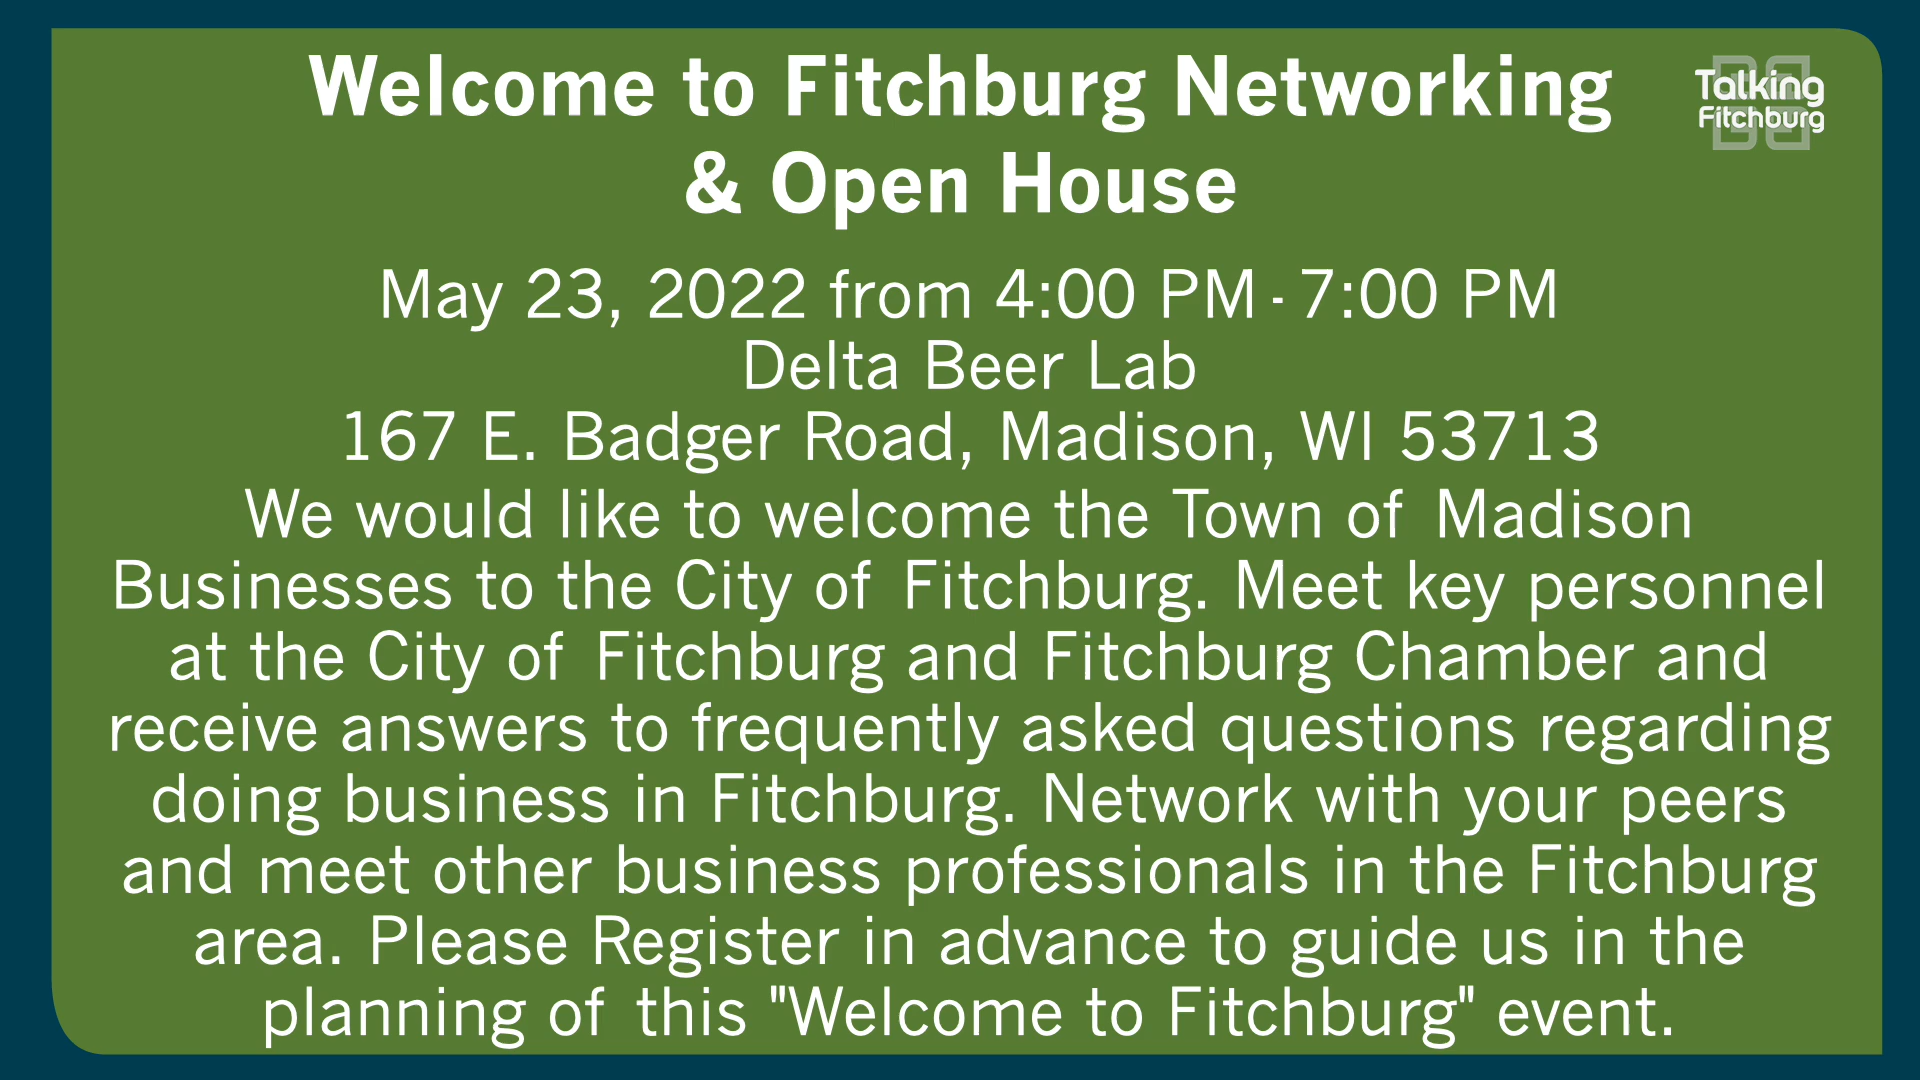 Welcome to Fitchburg Networking
& Open House
Talking
Fitchburg
May 23, 2022 from 4:00 PM - 7:00 PM
Delta Beer Lab
167 E. Badger Road, Madison, WI 53713
We would like to welcome the Town of Madison
Businesses to the City of Fitchburg. Meet key personnel
at the City of Fitchburg and Fitchburg Chamber and
receive answers to frequently asked questions regarding
doing business in Fitchburg. Network with your peers
and meet other business professionals in the Fitchburg
area. Please Register in advance to guide us in the
planning of this "Welcome to Fitchburg" event.